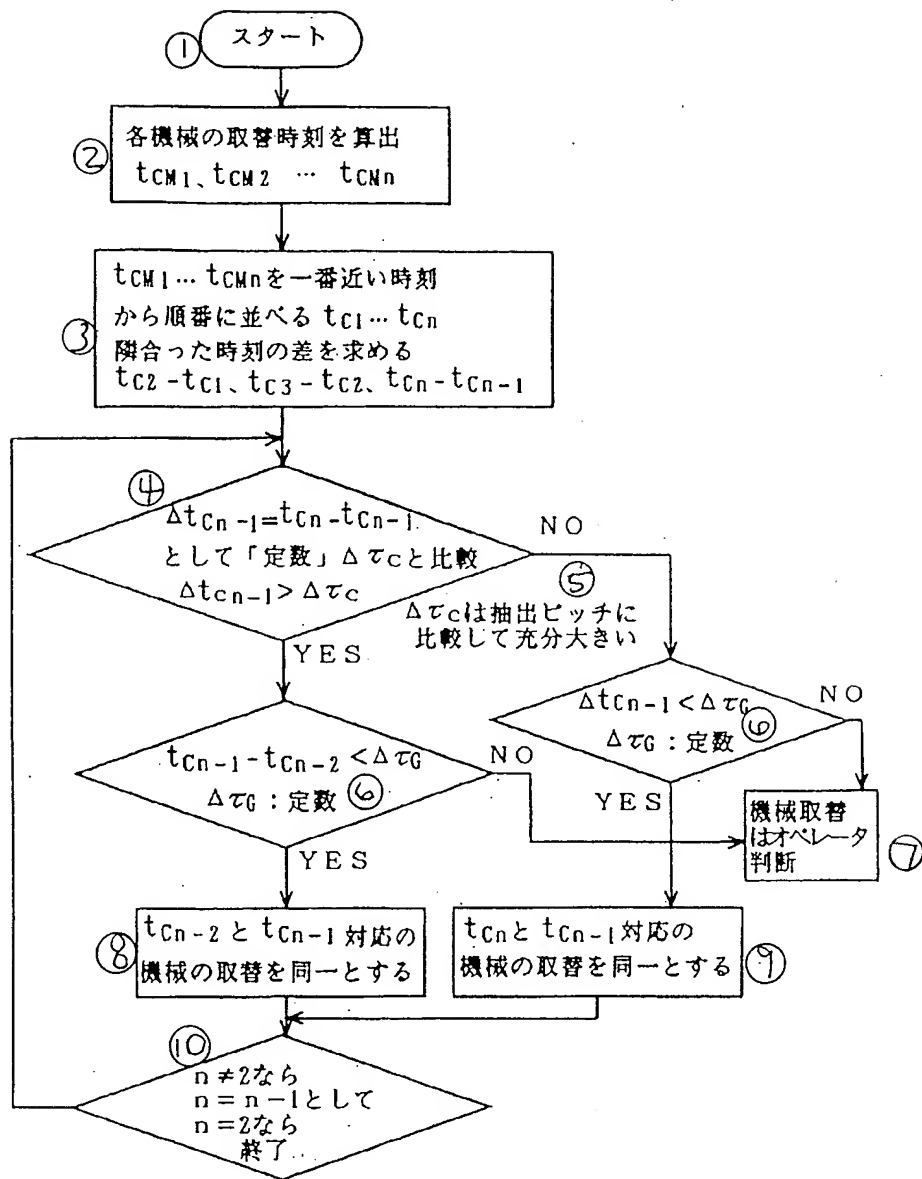 ① スタート
② 各機械の取替時刻を算出
tCM1、tCM2 … tCMn
③ tCM1…tCMnを一番近い時刻
から順番に並べる tC1…tCn
隣合った時刻の差を求める
tC2-tC1、tC3-tC2、tCn-tCn-1
④ ΔtCn-1=tCn-tCn-1
として「定数」Δτcと比較
Δtcn-1>Δτc
NO
YES
⑤ Δτcは抽出ピッチに
比較して充分大きい
ΔtCn-1<ΔτG
ΔτG:定数 ⑥
NO
YES
tCn-1-tCn-2<ΔτG
ΔτG:定数 ⑥
NO
YES
機械取替
はオペレータ
判断 ⑦
⑧ tCn-2とtCn-1対応の
機械の取替を同一とする
tCnとtCn-1対応の
機械の取替を同一とする ⑨
⑩ n≠2なら
n=n-1として
n=2なら
終了